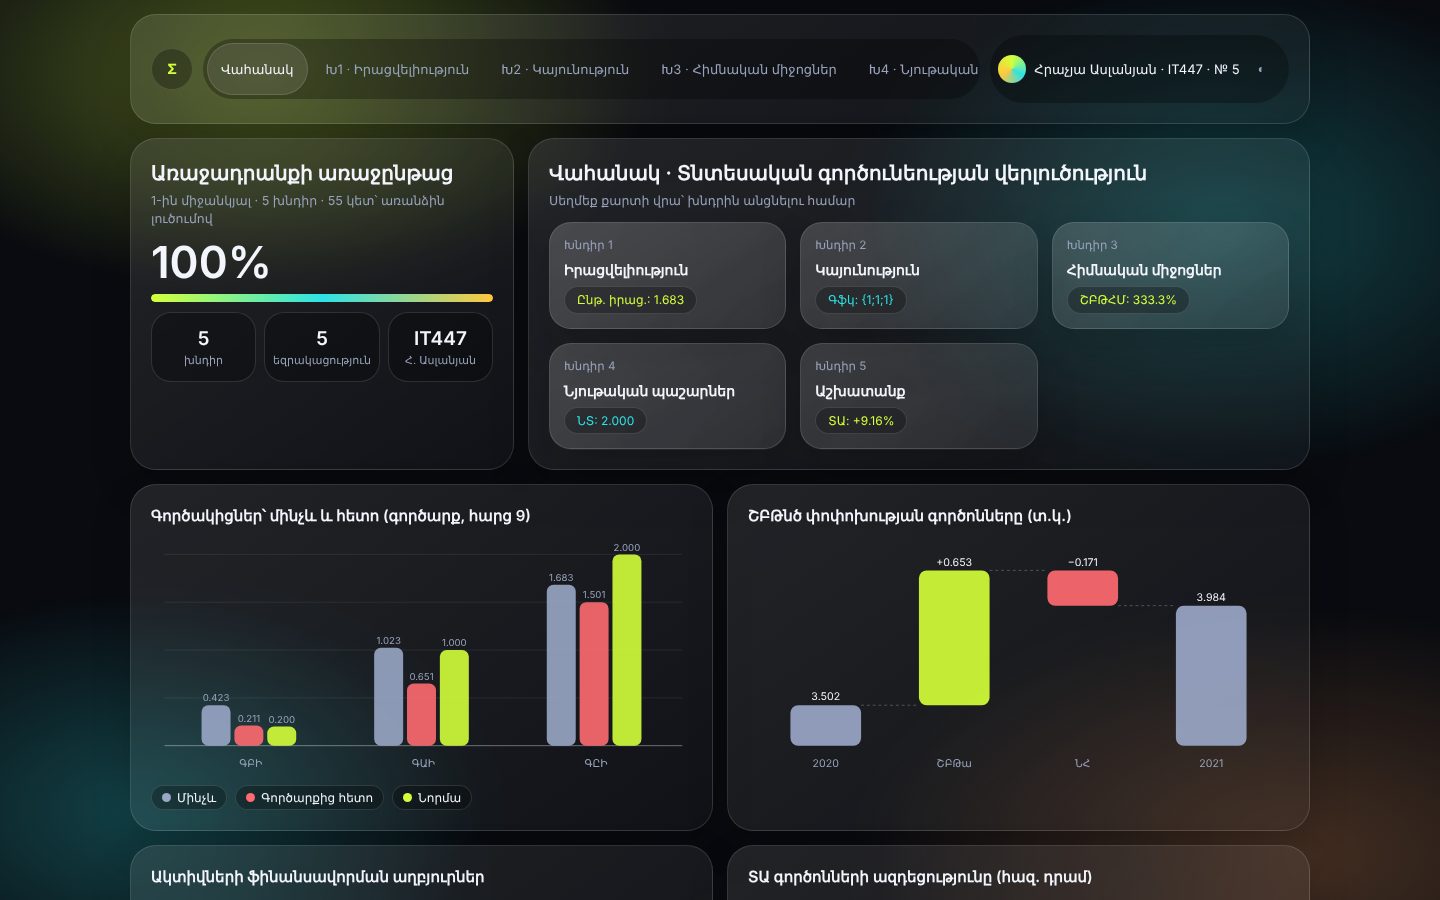 Σ
Վահանակ
Խ1 · Իրացվելիություն
Խ2 · Կայունություն
Խ3 · Հիմնական միջոցներ
Խ4 · Նյութական
Հրաչյա Ասլանյան · IT447 · № 5
Առաջադրանքի առաջընթաց
1-ին միջանկյալ · 5 խնդիր · 55 կետ՝ առանձին
լուծումով
100%
5
խնդիր
5
եզրակացություն
IT447
Հ. Ասլանյան
Վահանակ · Տնտեսական գործունեության վերլուծություն
Սեղմեք քարտի վրա՝ խնդրին անցնելու համար
Խնդիր 1
Իրացվելիություն
Ընթ. իրաց.: 1.683
Խնդիր 2
Կայունություն
Գֆկ: {1;1;1}
Խնդիր 3
Հիմնական միջոցներ
ՇԲԹՀՄ: 333.3%
Խնդիր 4
Նյութական պաշարներ
ՆՏ: 2.000
Խնդիր 5
Աշխատանք
ՏԱ: +9.16%
Գործակիցներ՝ մինչև և հետո (գործարք, հարց 9)
0.423
0.211
0.200
1.023
0.651
1.000
1.683
1.501
2.000
ԳԲԻ
ԳԱԻ
ԳԸԻ
Մինչև
Գործարքից հետո
Նորմա
ՇԲԹնծ փոփոխության գործոնները (տ.կ.)
3.502
+0.653
−0.171
3.984
2020
ՇԲԹա
ՆՀ
2021
Ակտիվների ֆինանսավորման աղբյուրներ
ՏԱ գործոնների ազդեցությունը (հազ. դրամ)